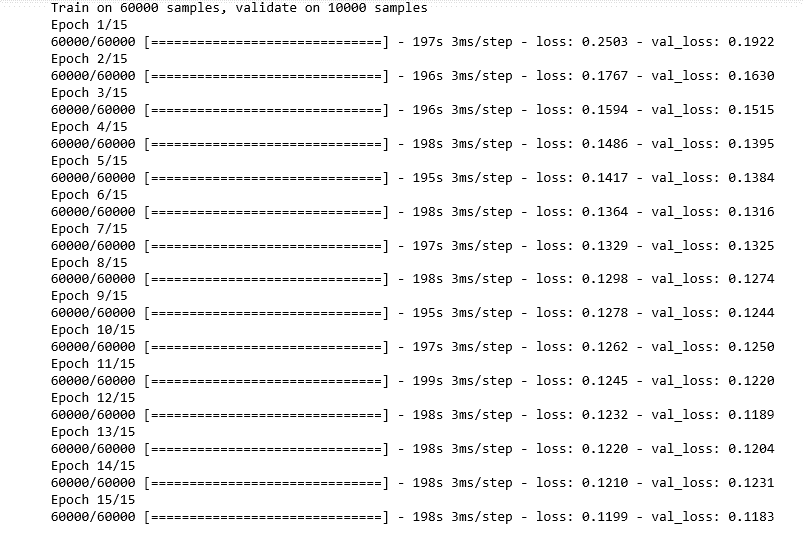 Train on 60000 samples, validate on 10000 samples
Epoch 1/15
60000/60000 [==============================] - 197s 3ms/step - loss: 0.2503 - val_loss: 0.1922
Epoch 2/15
60000/60000 [==============================] - 196s 3ms/step - loss: 0.1767 - val_loss: 0.1630
Epoch 3/15
60000/60000 [==============================] - 196s 3ms/step - loss: 0.1594 - val_loss: 0.1515
Epoch 4/15
60000/60000 [==============================] - 198s 3ms/step - loss: 0.1486 - val_loss: 0.1395
Epoch 5/15
60000/60000 [==============================] - 195s 3ms/step - loss: 0.1417 - val_loss: 0.1384
Epoch 6/15
60000/60000 [==============================] - 198s 3ms/step - loss: 0.1364 - val_loss: 0.1316
Epoch 7/15
60000/60000 [==============================] - 197s 3ms/step - loss: 0.1329 - val_loss: 0.1325
Epoch 8/15
60000/60000 [==============================] - 198s 3ms/step - loss: 0.1298 - val_loss: 0.1274
Epoch 9/15
60000/60000 [==============================] - 195s 3ms/step - loss: 0.1278 - val_loss: 0.1244
Epoch 10/15
60000/60000 [==============================] - 197s 3ms/step - loss: 0.1262 - val_loss: 0.1250
Epoch 11/15
60000/60000 [==============================] - 199s 3ms/step - loss: 0.1245 - val_loss: 0.1220
Epoch 12/15
60000/60000 [==============================] - 198s 3ms/step - loss: 0.1232 - val_loss: 0.1189
Epoch 13/15
60000/60000 [==============================] - 198s 3ms/step - loss: 0.1220 - val_loss: 0.1204
Epoch 14/15
60000/60000 [==============================] - 198s 3ms/step - loss: 0.1210 - val_loss: 0.1231
Epoch 15/15
60000/60000 [==============================] - 198s 3ms/step - loss: 0.1199 - val_loss: 0.1183